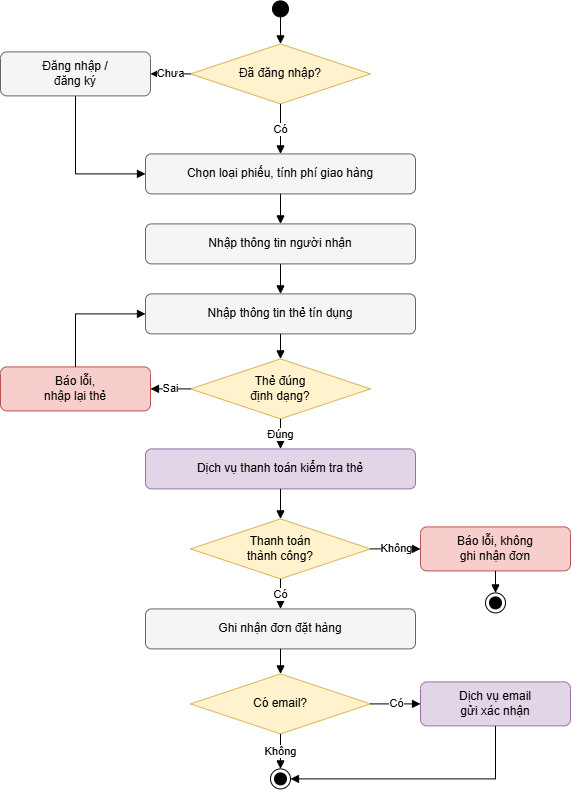 Đăng nhập /
đăng ký
Chưa
Đã đăng nhập?
Có
Chọn loại phiếu, tính phí giao hàng
Nhập thông tin người nhận
Nhập thông tin thẻ tín dụng
Báo lỗi,
nhập lại thẻ
Sai
Thẻ đúng
định dạng?
Đúng
Dịch vụ thanh toán kiểm tra thẻ
Thanh toán
thành công?
Không
Báo lỗi, không
ghi nhận đơn
Có
Ghi nhận đơn đặt hàng
Có email?
Có
Dịch vụ email
gửi xác nhận
Không